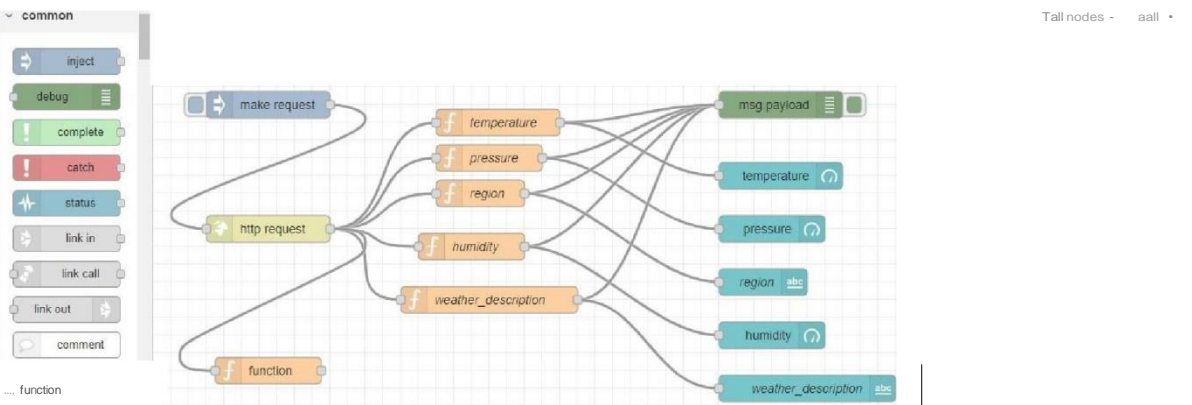 common
Tall nodes - aall •
inject
debug
complete
catch
status
link in
link call
link out
comment
..., function
make request
http request
function
temperature
pressure
region
humidity
weather_description
msg payload
temperature
pressure
region abc
humidity
weather_description abc